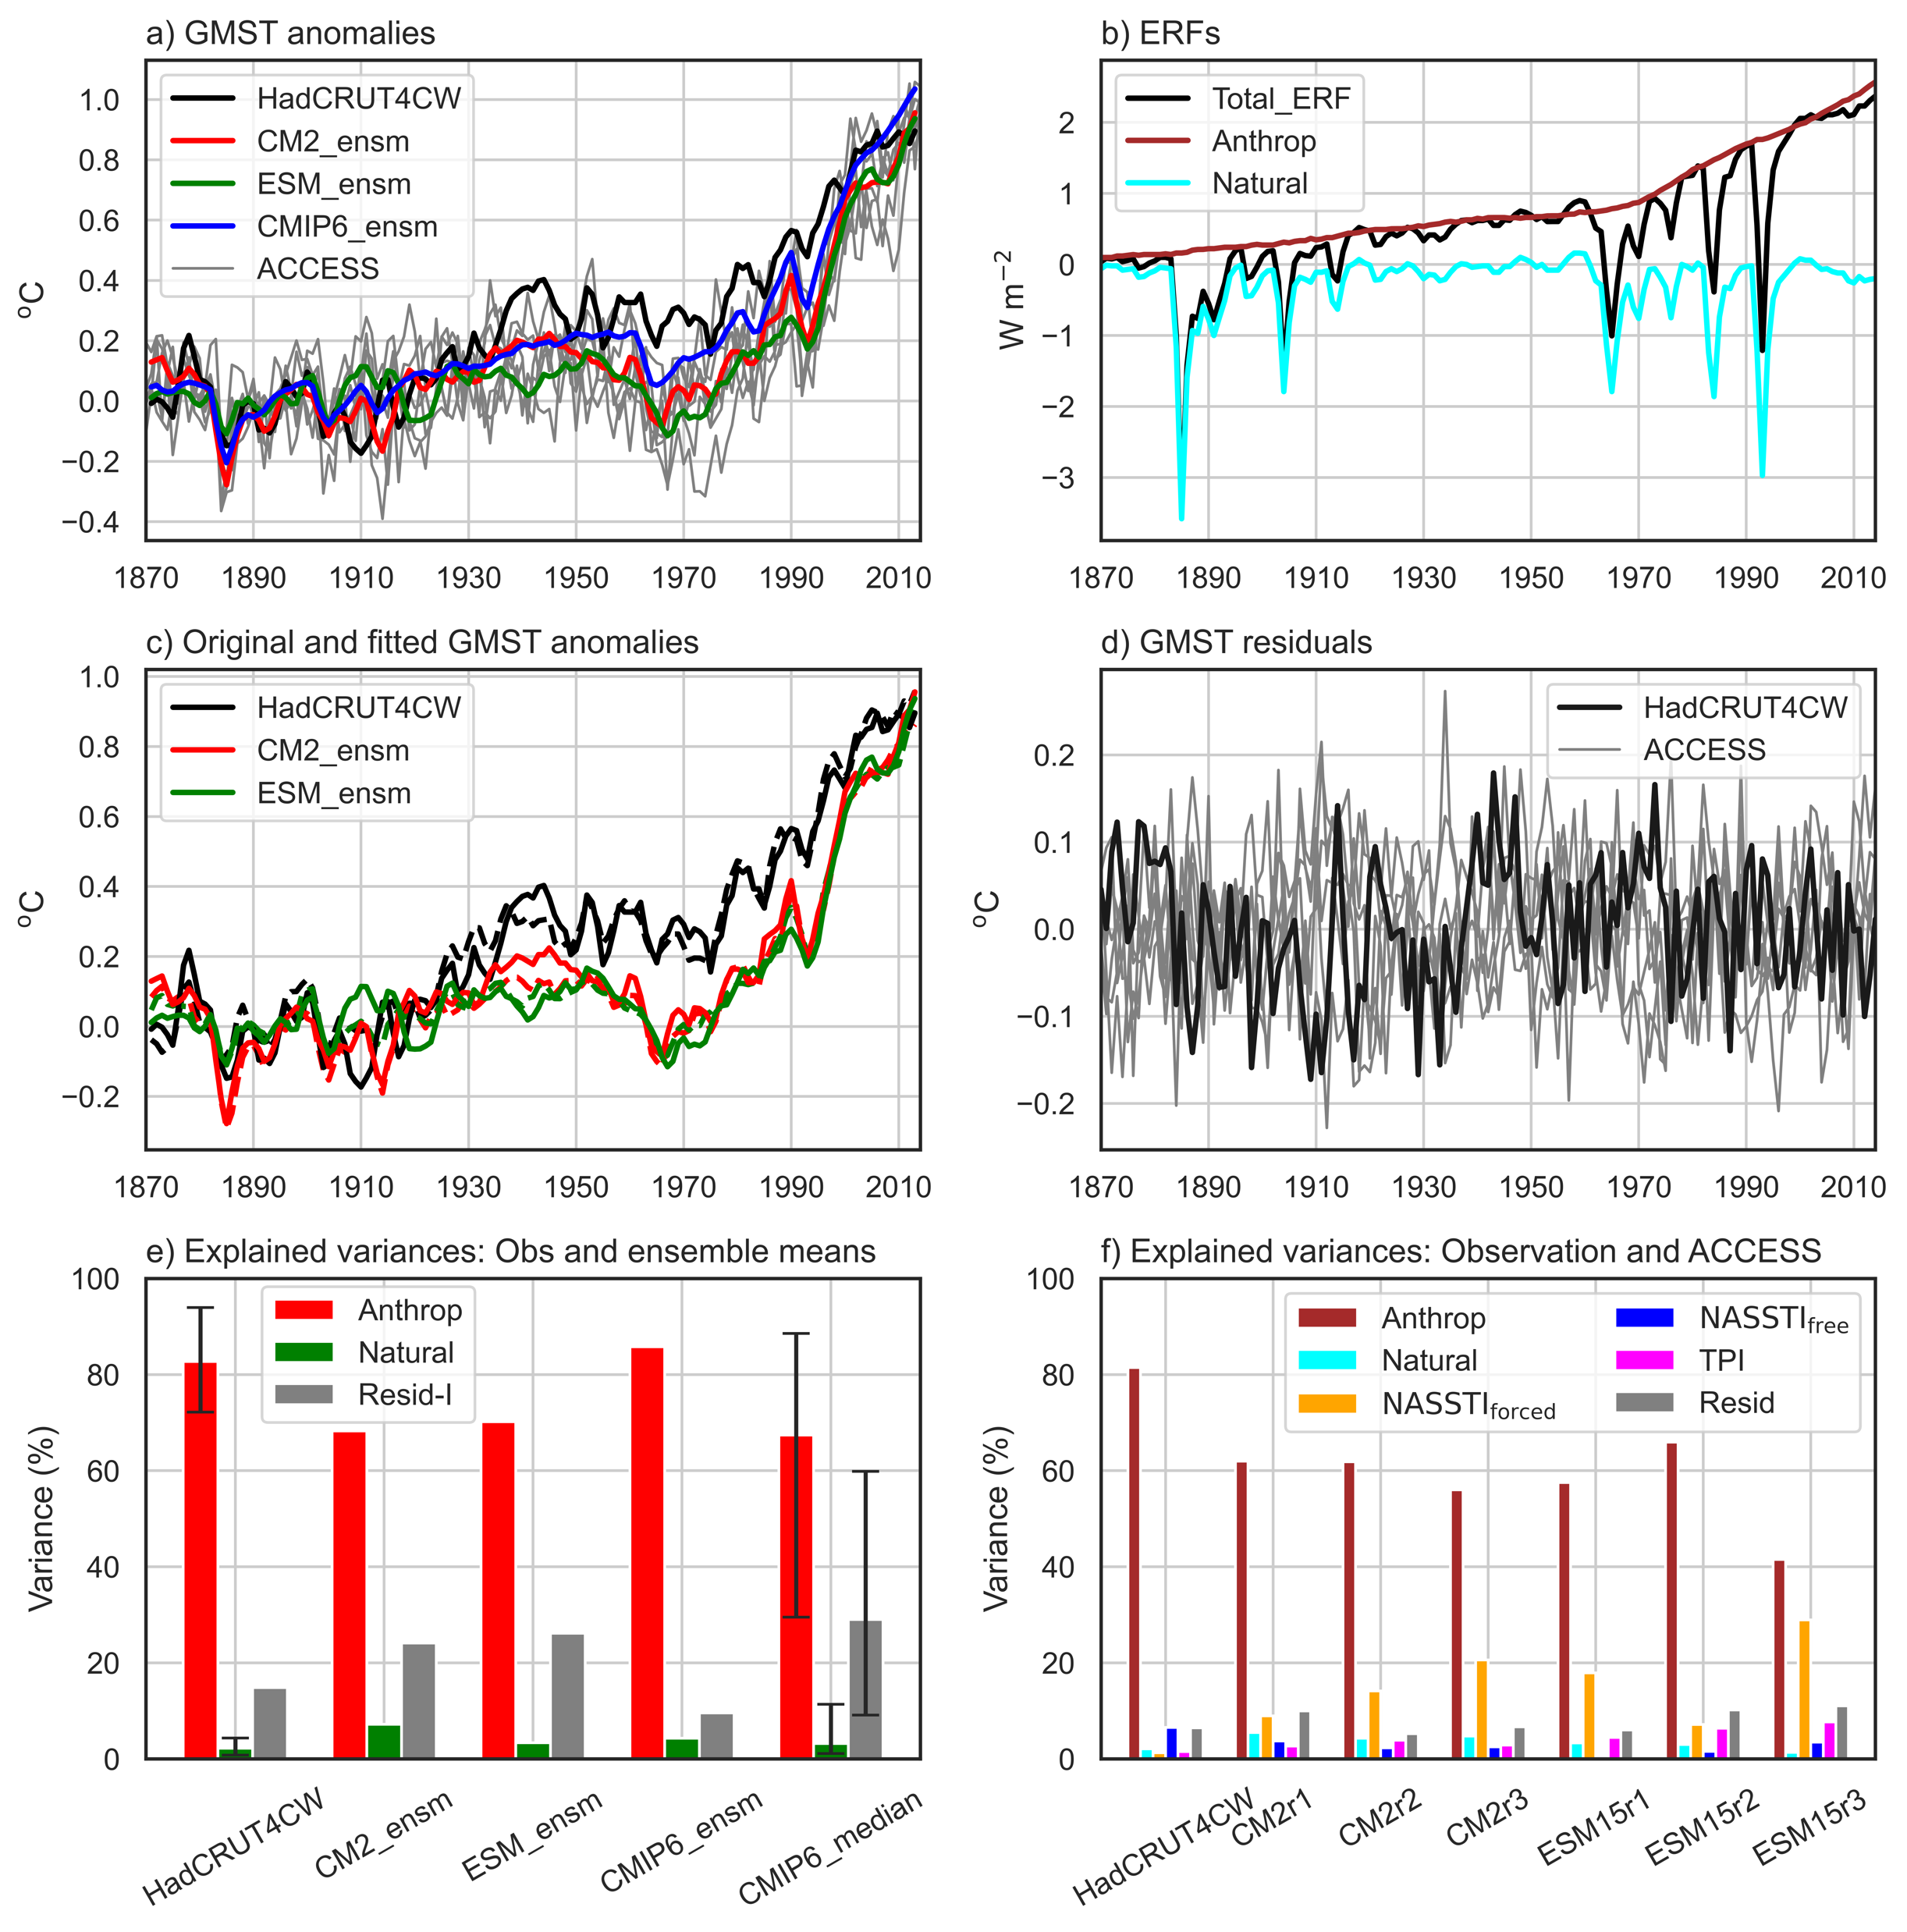 a) GMST anomalies
HadCRUT4CW
CM2_ensm
ESM_ensm
CMIP6_ensm
ACCESS
1.0
0.8
0.6
0.4
0.2
0.0
−0.2
−0.4
°C
1870 1890 1910 1930 1950 1970 1990 2010
b) ERFs
Total_ERF
Anthrop
Natural
2
1
0
−1
−2
−3
W m⁻²
1870 1890 1910 1930 1950 1970 1990 2010
c) Original and fitted GMST anomalies
HadCRUT4CW
CM2_ensm
ESM_ensm
1.0
0.8
0.6
0.4
0.2
0.0
−0.2
°C
1870 1890 1910 1930 1950 1970 1990 2010
d) GMST residuals
HadCRUT4CW
ACCESS
0.2
0.1
0.0
−0.1
−0.2
°C
1870 1890 1910 1930 1950 1970 1990 2010
e) Explained variances: Obs and ensemble means
Anthrop
Natural
Resid-I
100
80
60
40
20
0
Variance (%)
HadCRUT4CW
CM2_ensm
ESM_ensm
CMIP6_ensm
CMIP6_median
f) Explained variances: Observation and ACCESS
Anthrop
Natural
NASSTI_forced
NASSTI_free
TPI
Resid
100
80
60
40
20
0
Variance (%)
HadCRUT4CW
CM2r1
CM2r2
CM2r3
ESM15r1
ESM15r2
ESM15r3